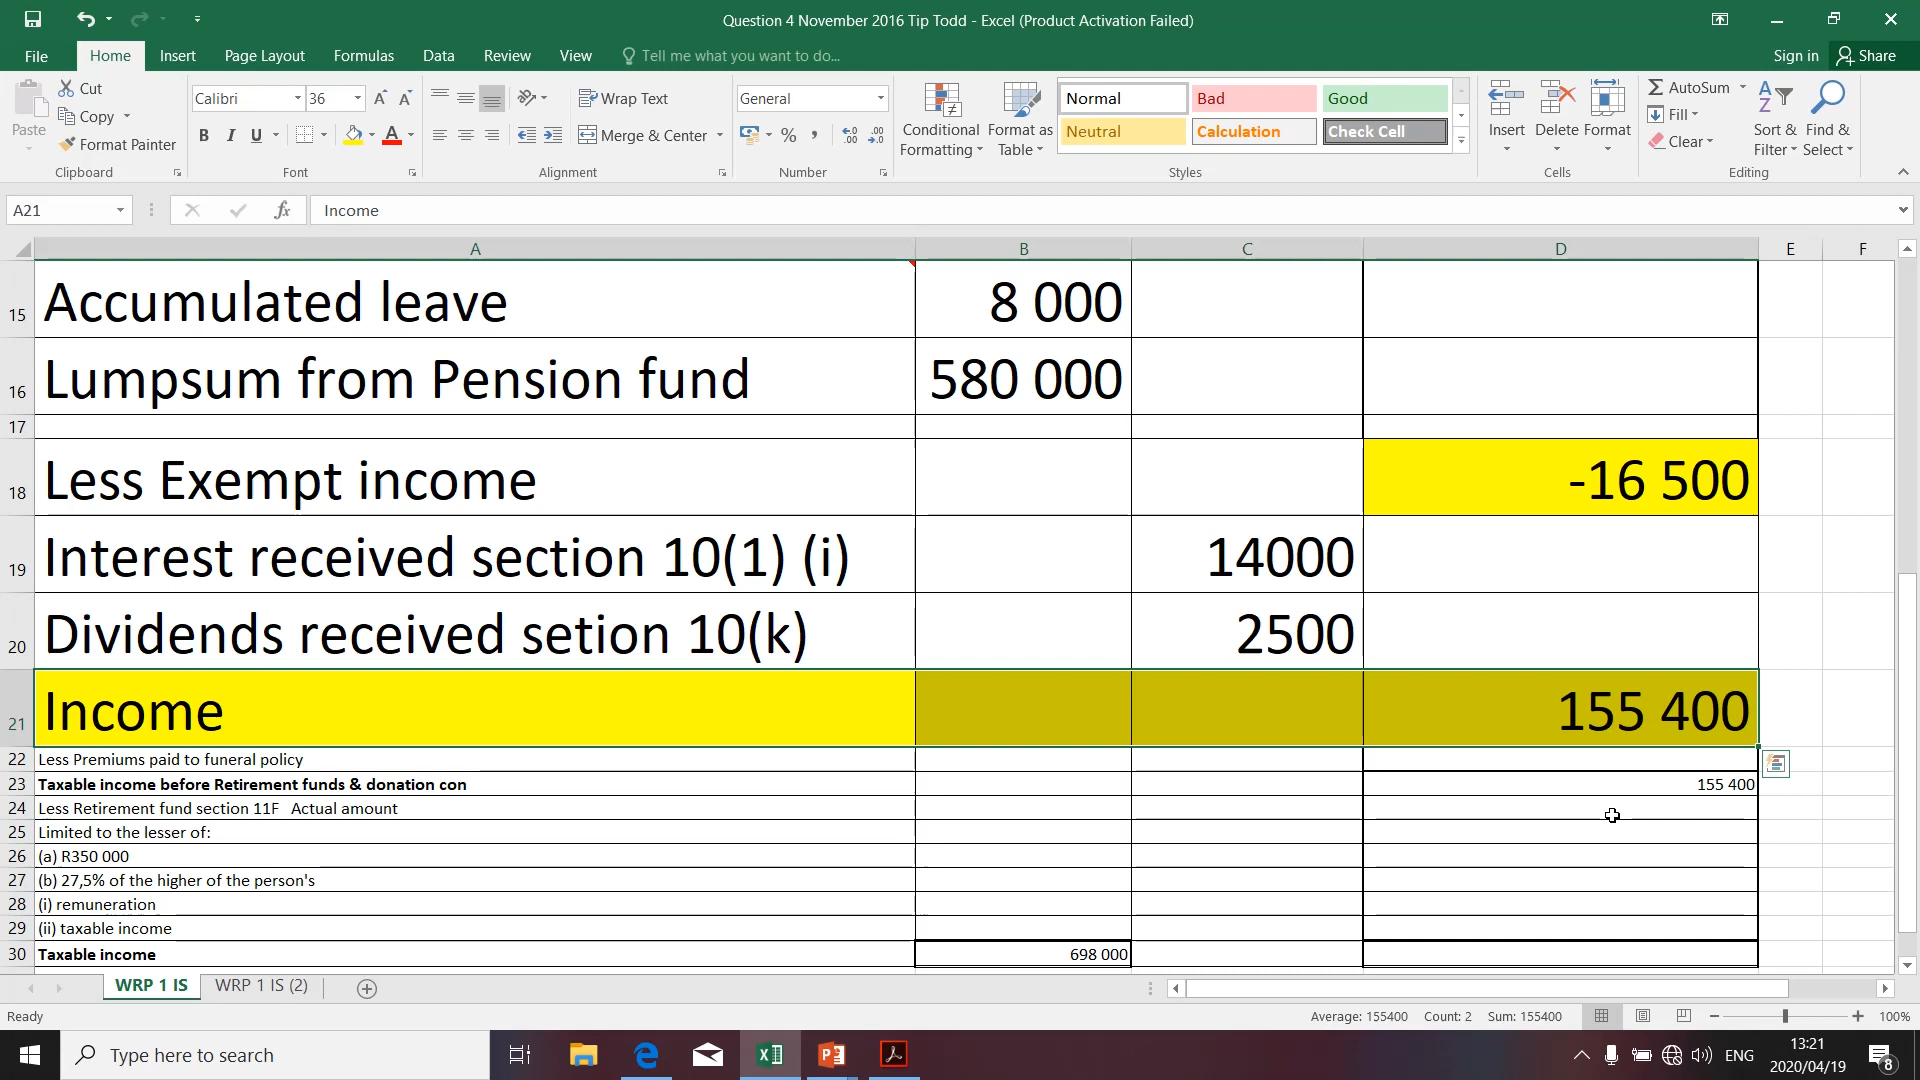 Question 4 November 2016 Tip Todd - Excel (Product Activation Failed)
File Home Insert Page Layout Formulas Data Review View Tell me what you want to do... Sign in Share
Paste
Cut
Copy
Format Painter
Clipboard
Calibri 36
B I U
Font
Wrap Text
Merge & Center
Alignment
General
%
Number
Conditional Formatting
Format as Table
Normal Bad Good
Neutral Calculation Check Cell
Styles
Insert Delete Format
Cells
AutoSum
Fill
Clear
Sort & Filter
Find & Select
Editing
A21 fx Income
A B C D E F
15 Accumulated leave 8 000
16 Lumpsum from Pension fund 580 000
17
18 Less Exempt income -16 500
19 Interest received section 10(1) (i) 14000
20 Dividends received setion 10(k) 2500
21 Income 155 400
22 Less Premiums paid to funeral policy
23 Taxable income before Retirement funds & donation con 155 400
24 Less Retirement fund section 11F Actual amount
25 Limited to the lesser of:
26 (a) R350 000
27 (b) 27,5% of the higher of the person's
28 (i) remuneration
29 (ii) taxable income
30 Taxable income 698 000
WRP 1 IS WRP 1 IS (2)
Ready Average: 155400 Count: 2 Sum: 155400 100%
Type here to search ENG 13:21
2020/04/19 8